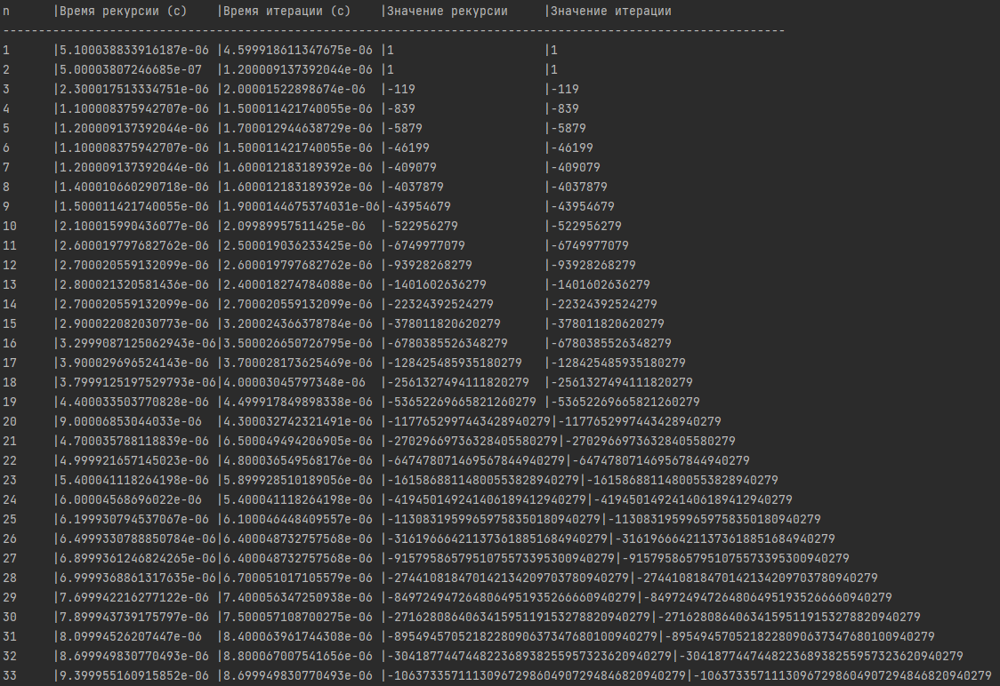 n |Время рекурсии (с) |Время итерации (с) |Значение рекурсии |Значение итерации
--------------------------------------------------------------------------------------------------------------
1 |5.100038833916187e-06 |4.599918611347675e-06 |1 |1
2 |5.00003807246685e-07 |1.200009137392044e-06 |1 |1
3 |2.300017513334751e-06 |2.00001522898674e-06 |-119 |-119
4 |1.100008375942707e-06 |1.500011421740055e-06 |-839 |-839
5 |1.200009137392044e-06 |1.700012944638729e-06 |-5879 |-5879
6 |1.100008375942707e-06 |1.500011421740055e-06 |-46199 |-46199
7 |1.200009137392044e-06 |1.600012183189392e-06 |-409079 |-409079
8 |1.400010660290718e-06 |1.600012183189392e-06 |-4037879 |-4037879
9 |1.500011421740055e-06 |1.9000144675374031e-06|-43954679 |-43954679
10 |2.100015990436077e-06 |2.09989957511425e-06 |-522956279 |-522956279
11 |2.600019797682762e-06 |2.500019036233425e-06 |-6749977079 |-6749977079
12 |2.700020559132099e-06 |2.600019797682762e-06 |-93928268279 |-93928268279
13 |2.800021320581436e-06 |2.400018274784088e-06 |-1401602636279 |-1401602636279
14 |2.700020559132099e-06 |2.700020559132099e-06 |-22324392524279 |-22324392524279
15 |2.900022082030773e-06 |3.200024366378784e-06 |-378011820620279 |-378011820620279
16 |3.2999087125062943e-06|3.500026650726795e-06 |-6780385526348279 |-6780385526348279
17 |3.900029696524143e-06 |3.700028173625469e-06 |-128425485935180279 |-128425485935180279
18 |3.7999125197529793e-06|4.00003045797348e-06 |-2561327494111820279 |-2561327494111820279
19 |4.400033503770828e-06 |4.499917849898338e-06 |-53652269665821260279 |-53652269665821260279
20 |9.00006853044033e-06 |4.300032742321491e-06 |-1177652997443428940279|-1177652997443428940279
21 |4.700035788118839e-06 |6.500049494206905e-06 |-27029669736328405580279|-27029669736328405580279
22 |4.999921657145023e-06 |4.800036549568176e-06 |-647478071469567844940279|-647478071469567844940279
23 |5.400041118264198e-06 |5.899928510189056e-06 |-16158688114800553828940279|-16158688114800553828940279
24 |6.00004568696022e-06 |5.400041118264198e-06 |-419450149241406189412940279|-419450149241406189412940279
25 |6.199930794537067e-06 |6.100046448409557e-06 |-11308319599659758350180940279|-11308319599659758350180940279
26 |6.4999330788850784e-06|6.400048732757568e-06 |-316196664211373618851684940279|-316196664211373618851684940279
27 |6.8999361246824265e-06|6.400048732757568e-06 |-9157958657951075573395300940279|-9157958657951075573395300940279
28 |6.9999368861317635e-06|6.700051017105579e-06 |-274410818470142134209703780940279|-274410818470142134209703780940279
29 |7.699942216277122e-06 |7.400056347250938e-06 |-8497249472648064951935266660940279|-8497249472648064951935266660940279
30 |7.899943739175797e-06 |7.500057108700275e-06 |-271628086406341595119153278820940279|-271628086406341595119153278820940279
31 |8.09994526207447e-06 |8.400063961744308e-06 |-8954945705218228090637347680100940279|-8954945705218228090637347680100940279
32 |8.699949830770493e-06 |8.800067007541656e-06 |-304187744744822368938255957323620940279|-304187744744822368938255957323620940279
33 |9.399955160915852e-06 |8.699949830770493e-06 |-10637335711130967298604907294846820940279|-10637335711130967298604907294846820940279